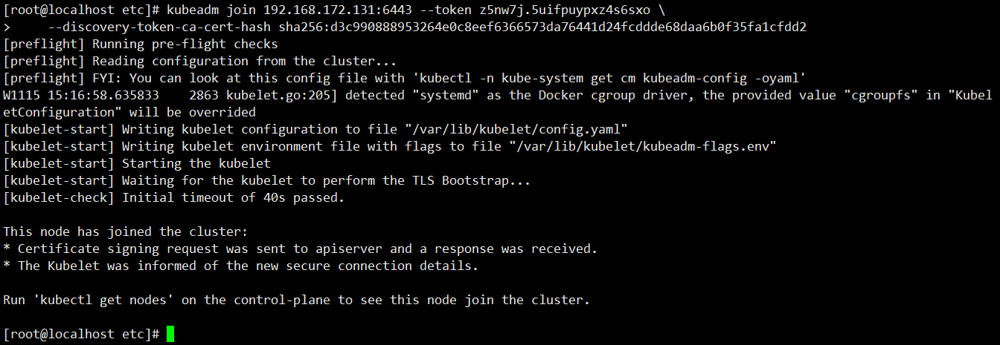 [root@localhost etc]# kubeadm join 192.168.172.131:6443 --token z5nw7j.5uifpuypxz4s6sxo \
>     --discovery-token-ca-cert-hash sha256:d3c990888953264e0c8eef6366573da76441d24fcddde68daa6b0f35fa1cfdd2
[preflight] Running pre-flight checks
[preflight] Reading configuration from the cluster...
[preflight] FYI: You can look at this config file with 'kubectl -n kube-system get cm kubeadm-config -oyaml'
W1115 15:16:58.635833    2863 kubelet.go:205] detected "systemd" as the Docker cgroup driver, the provided value "cgroupfs" in "Kubel
etConfiguration" will be overrided
[kubelet-start] Writing kubelet configuration to file "/var/lib/kubelet/config.yaml"
[kubelet-start] Writing kubelet environment file with flags to file "/var/lib/kubelet/kubeadm-flags.env"
[kubelet-start] Starting the kubelet
[kubelet-start] Waiting for the kubelet to perform the TLS Bootstrap...
[kubelet-check] Initial timeout of 40s passed.

This node has joined the cluster:
* Certificate signing request was sent to apiserver and a response was received.
* The Kubelet was informed of the new secure connection details.

Run 'kubectl get nodes' on the control-plane to see this node join the cluster.

[root@localhost etc]#